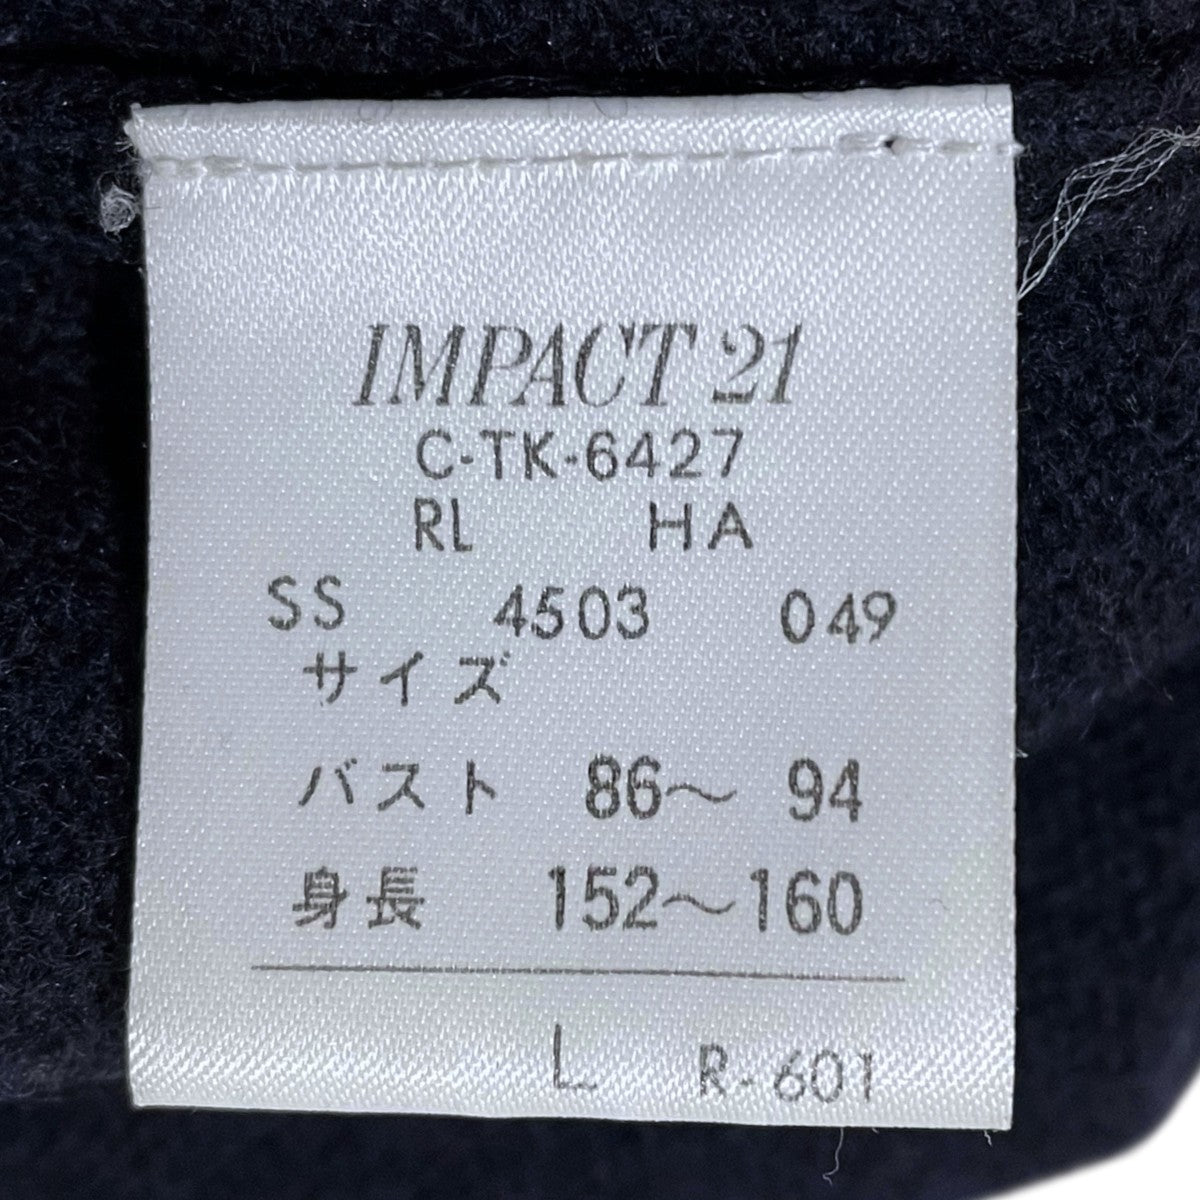 IMPACT 21
C-TK-6427
RL HA
SS 4503 049
サイズ
バスト 86～94
身長 152～160
L R-601